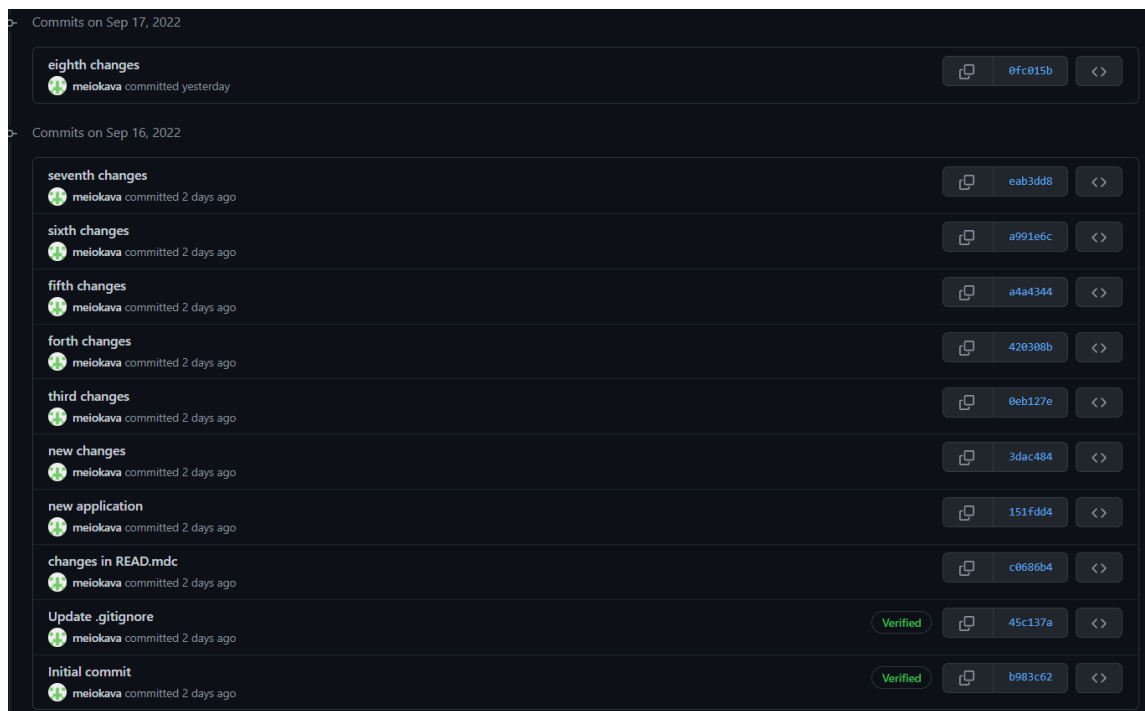 Commits on Sep 17, 2022
eighth changes
0fc015b
meiokava committed yesterday
Commits on Sep 16, 2022
seventh changes
eab3dd8
meiokava committed 2 days ago
sixth changes
a991e6c
meiokava committed 2 days ago
fifth changes
a4a4344
meiokava committed 2 days ago
forth changes
420308b
meiokava committed 2 days ago
third changes
0eb127e
meiokava committed 2 days ago
new changes
3dac484
meiokava committed 2 days ago
new application
151fdd4
meiokava committed 2 days ago
changes in READ.mdc
c0686b4
meiokava committed 2 days ago
Update .gitignore
Verified 45c137a
meiokava committed 2 days ago
Initial commit
Verified b983c62
meiokava committed 2 days ago